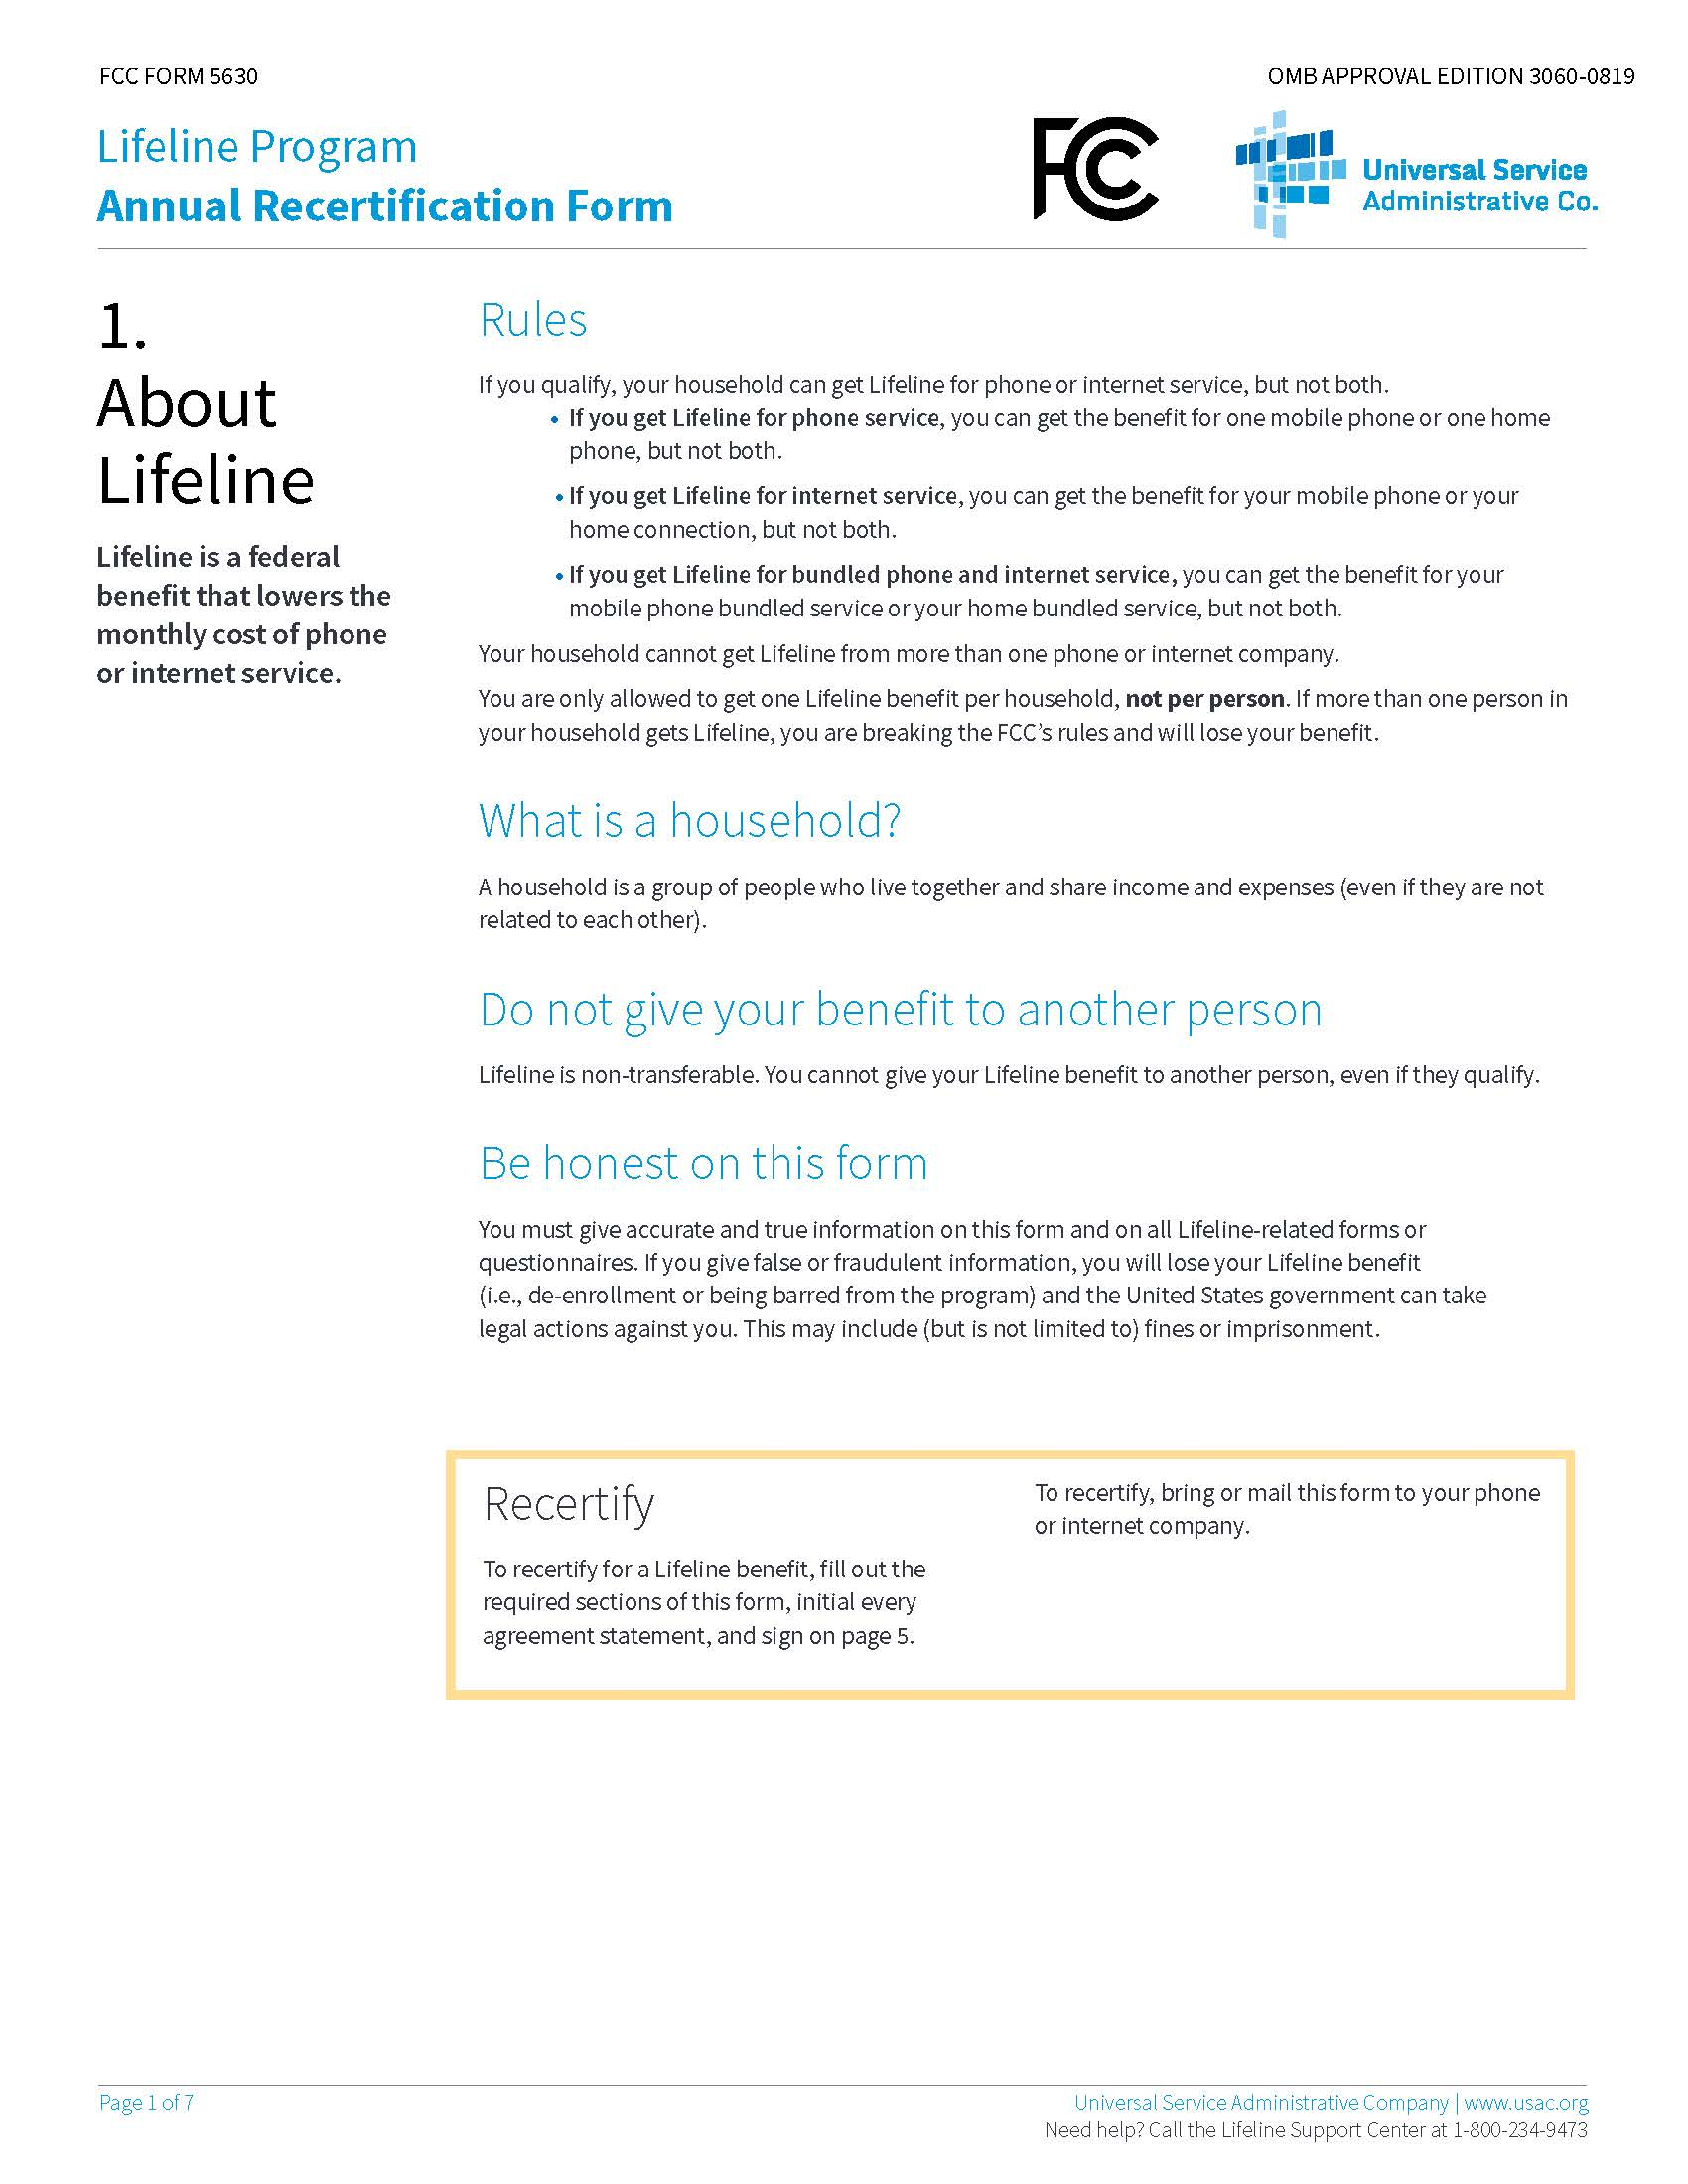 FCC FORM 5630
OMB APPROVAL EDITION 3060-0819
Lifeline Program
Annual Recertification Form
FCC
Universal Service
Administrative Co.
1.
About
Lifeline
Lifeline is a federal
benefit that lowers the
monthly cost of phone
or internet service.
Rules
If you qualify, your household can get Lifeline for phone or internet service, but not both.
• If you get Lifeline for phone service, you can get the benefit for one mobile phone or one home
phone, but not both.
• If you get Lifeline for internet service, you can get the benefit for your mobile phone or your
home connection, but not both.
• If you get Lifeline for bundled phone and internet service, you can get the benefit for your
mobile phone bundled service or your home bundled service, but not both.
Your household cannot get Lifeline from more than one phone or internet company.
You are only allowed to get one Lifeline benefit per household, not per person. If more than one person in
your household gets Lifeline, you are breaking the FCC’s rules and will lose your benefit.
What is a household?
A household is a group of people who live together and share income and expenses (even if they are not
related to each other).
Do not give your benefit to another person
Lifeline is non-transferable. You cannot give your Lifeline benefit to another person, even if they qualify.
Be honest on this form
You must give accurate and true information on this form and on all Lifeline-related forms or
questionnaires. If you give false or fraudulent information, you will lose your Lifeline benefit
(i.e., de-enrollment or being barred from the program) and the United States government can take
legal actions against you. This may include (but is not limited to) fines or imprisonment.
Recertify
To recertify for a Lifeline benefit, fill out the
required sections of this form, initial every
agreement statement, and sign on page 5.
To recertify, bring or mail this form to your phone
or internet company.
Page 1 of 7
Universal Service Administrative Company | www.usac.org
Need help? Call the Lifeline Support Center at 1-800-234-9473